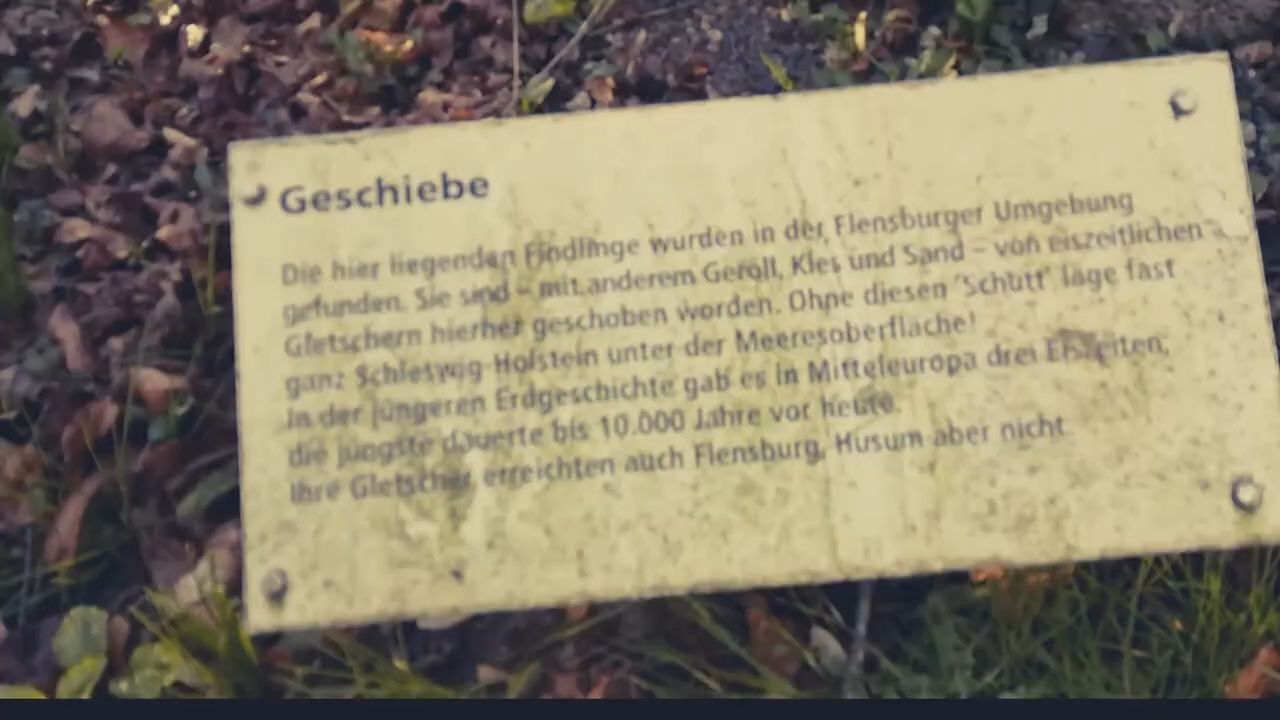 Geschiebe
Die hier liegenden Findlinge wurden in der Flensburger Umgebung
gefunden. Sie sind – mit anderem Geröll, Kies und Sand – von eiszeitlichen
Gletschern hierher geschoben worden. Ohne diesen 'Schutt' läge fast
ganz Schleswig-Holstein unter der Meeresoberfläche!
In der jüngeren Erdgeschichte gab es in Mitteleuropa drei Eiszeiten,
die jüngste dauerte bis 10.000 Jahre vor heute.
Ihre Gletscher erreichten auch Flensburg, Husum aber nicht.